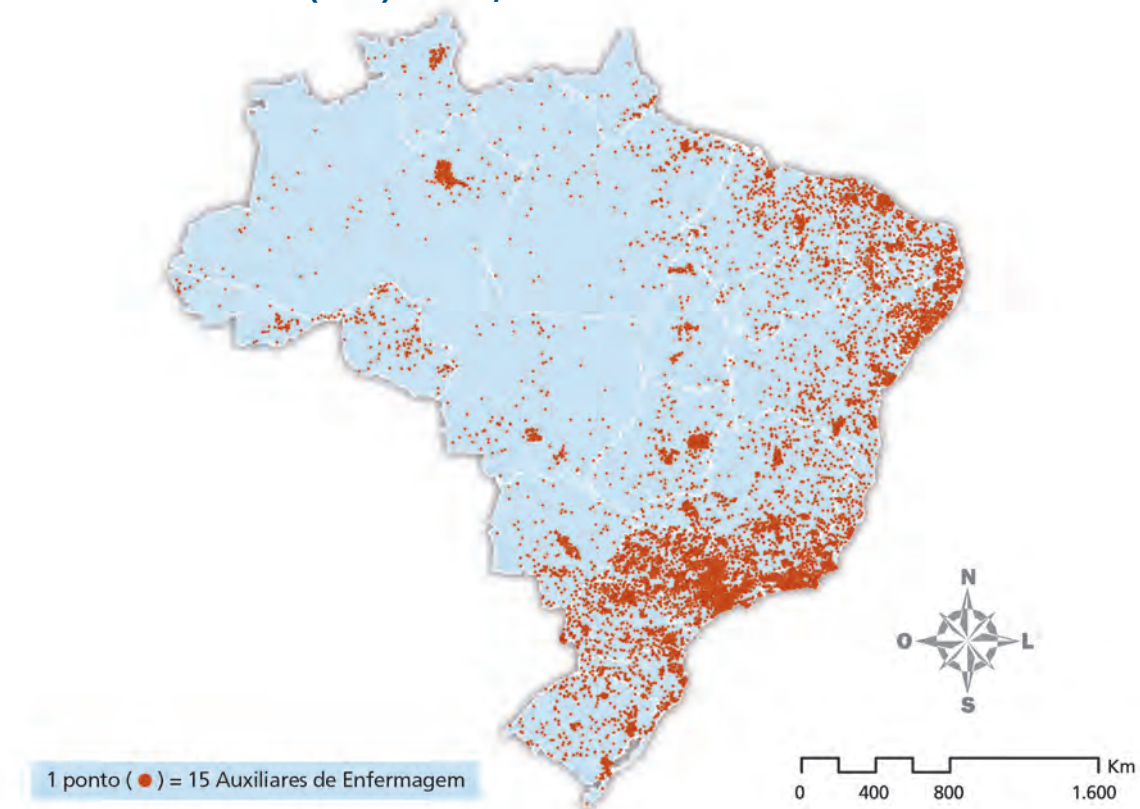 N
O L
S
1 ponto ( ● ) = 15 Auxiliares de Enfermagem
Km
0 400 800 1.600